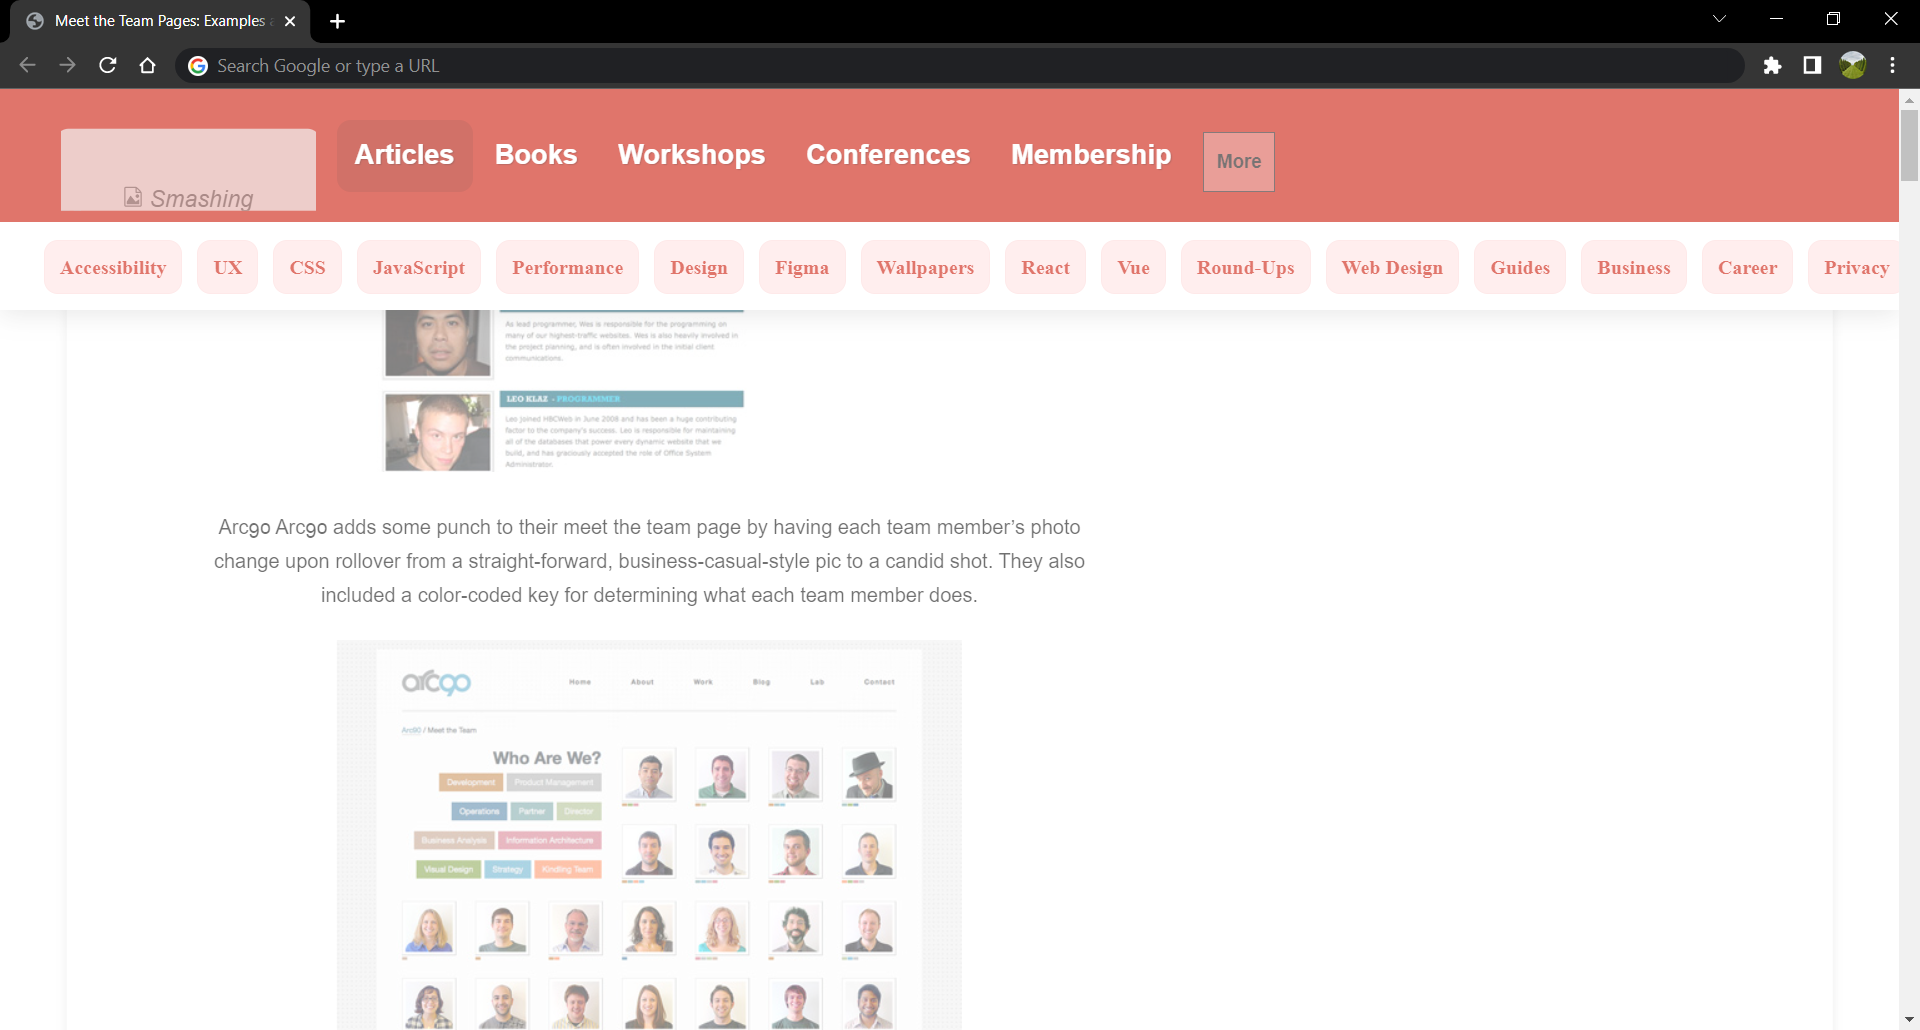 Meet the Team Pages: Examples a
Search Google or type a URL
Smashing
Articles Books Workshops Conferences Membership More
Accessibility UX CSS JavaScript Performance Design Figma Wallpapers React Vue Round-Ups Web Design Guides Business Career Privacy
As lead programmer, Wes is responsible for the programming on
many of our highest-traffic websites. Wes is also heavily involved in
the project planning, and is often involved in the initial client
communications.
LEO KLAZ - PROGRAMMER
Leo joined HBCWeb in June 2008 and has been a huge contributing
factor to the company's success. Leo is responsible for maintaining
all of the databases that power every dynamic website that we
build, and has graciously accepted the role of Office System
Administrator.
Arc90 Arc90 adds some punch to their meet the team page by having each team member’s photo
change upon rollover from a straight-forward, business-casual-style pic to a candid shot. They also
included a color-coded key for determining what each team member does.
arc90
Home About Work Blog Lab Contact
Arc90 / Meet the Team
Who Are We?
Development Product Management
Operations Partner Director
Business Analysis Information Architecture
Visual Design Strategy Kindling Team